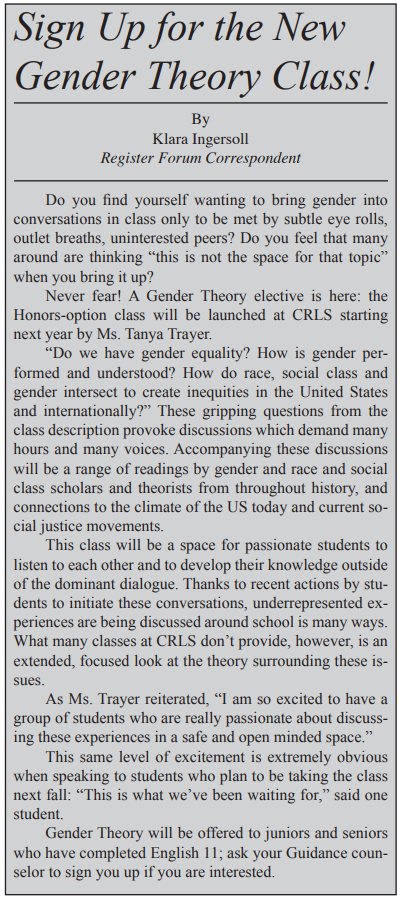 Sign Up for the New
Gender Theory Class!
By
Klara Ingersoll
Register Forum Correspondent
Do you find yourself wanting to bring gender into
conversations in class only to be met by subtle eye rolls,
outlet breaths, uninterested peers? Do you feel that many
around are thinking “this is not the space for that topic”
when you bring it up?
Never fear! A Gender Theory elective is here: the
Honors-option class will be launched at CRLS starting
next year by Ms. Tanya Trayer.
“Do we have gender equality? How is gender per-
formed and understood? How do race, social class and
gender intersect to create inequities in the United States
and internationally?” These gripping questions from the
class description provoke discussions which demand many
hours and many voices. Accompanying these discussions
will be a range of readings by gender and race and social
class scholars and theorists from throughout history, and
connections to the climate of the US today and current so-
cial justice movements.
This class will be a space for passionate students to
listen to each other and to develop their knowledge outside
of the dominant dialogue. Thanks to recent actions by stu-
dents to initiate these conversations, underrepresented ex-
periences are being discussed around school is many ways.
What many classes at CRLS don’t provide, however, is an
extended, focused look at the theory surrounding these is-
sues.
As Ms. Trayer reiterated, “I am so excited to have a
group of students who are really passionate about discuss-
ing these experiences in a safe and open minded space.”
This same level of excitement is extremely obvious
when speaking to students who plan to be taking the class
next fall: “This is what we’ve been waiting for,” said one
student.
Gender Theory will be offered to juniors and seniors
who have completed English 11; ask your Guidance coun-
selor to sign you up if you are interested.